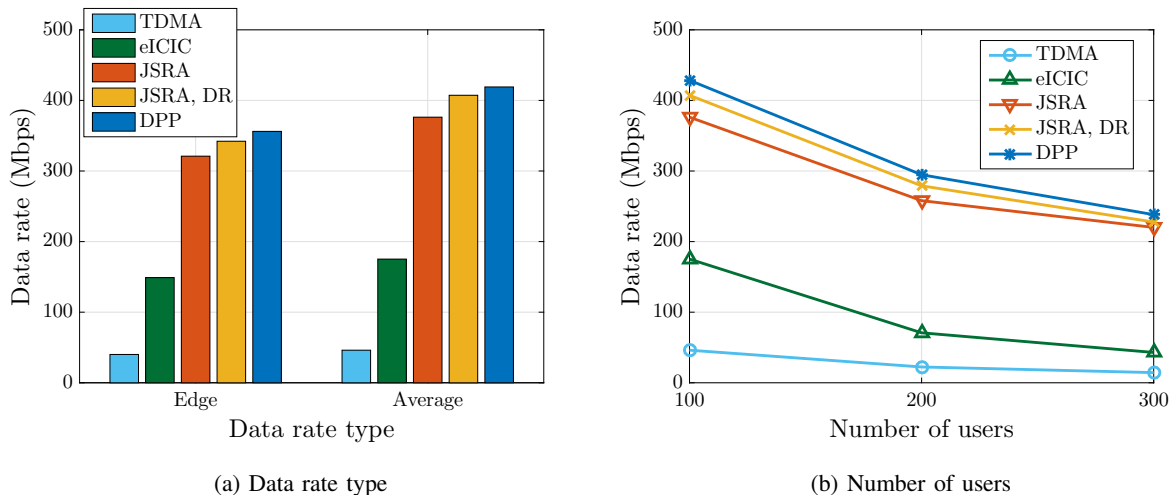 500
400
300
200
100
0
Data rate (Mbps)
TDMA
eICIC
JSRA
JSRA, DR
DPP
Edge
Average
Data rate type
(a) Data rate type
500
400
300
200
100
0
Data rate (Mbps)
TDMA
eICIC
JSRA
JSRA, DR
DPP
100
200
300
Number of users
(b) Number of users